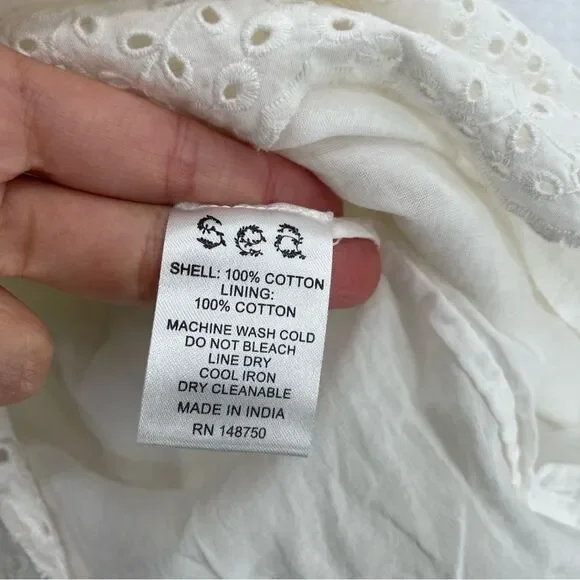 Sea
SHELL: 100% COTTON
LINING:
100% COTTON
MACHINE WASH COLD
DO NOT BLEACH
LINE DRY
COOL IRON
DRY CLEANABLE
MADE IN INDIA
RN 148750